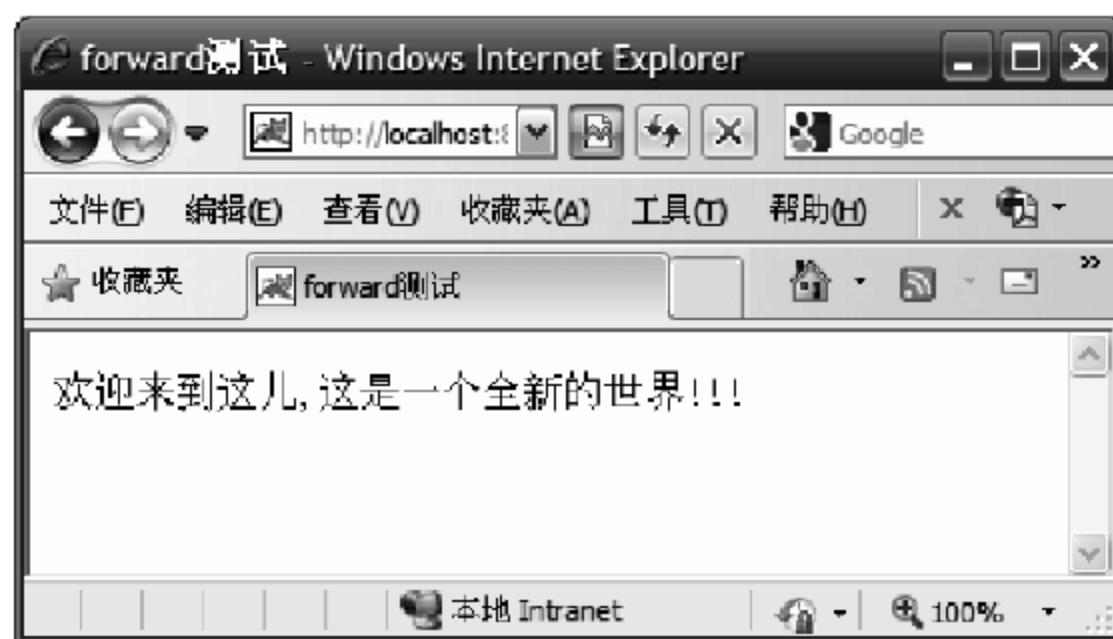 forward测试 - Windows Internet Explorer
http://localhost:8 Google
文件(F) 编辑(E) 查看(V) 收藏夹(A) 工具(T) 帮助(H) x
收藏夹 forward测试 »
欢迎来到这儿,这是一个全新的世界!!!
本地 Intranet 100%